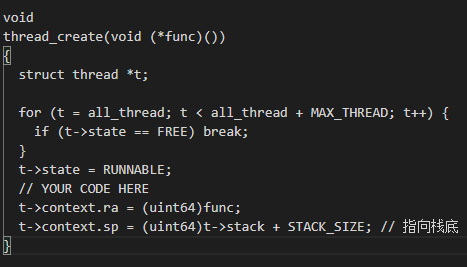 void
thread_create(void (*func)())
{
  struct thread *t;

  for (t = all_thread; t < all_thread + MAX_THREAD; t++) {
    if (t->state == FREE) break;
  }
  t->state = RUNNABLE;
  // YOUR CODE HERE
  t->context.ra = (uint64)func;
  t->context.sp = (uint64)t->stack + STACK_SIZE; // 指向栈底
}